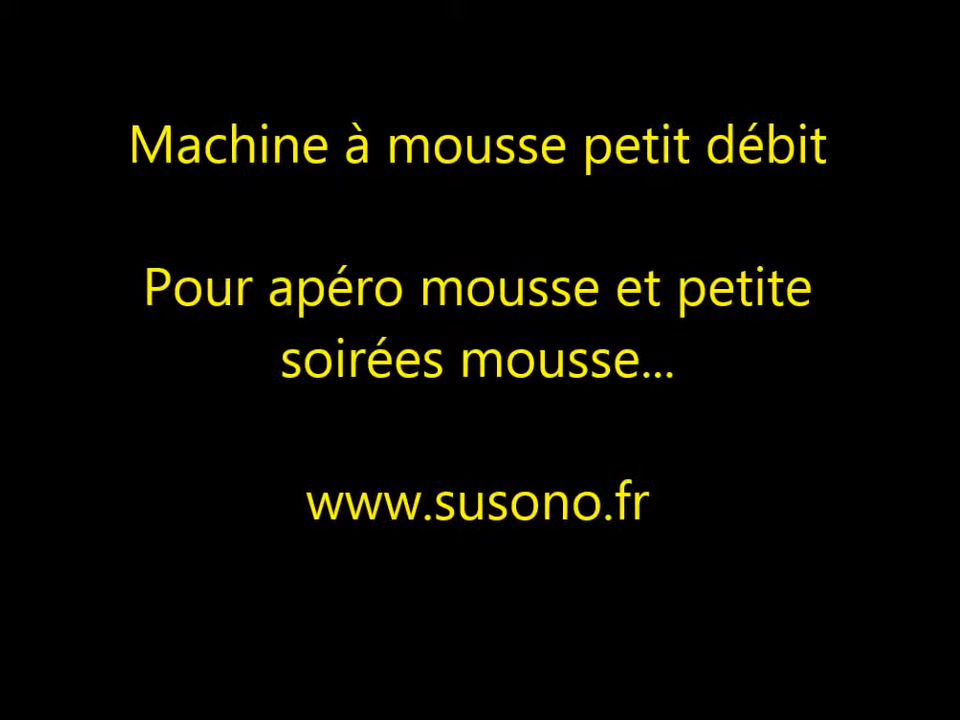 Machine à mousse petit débit
Pour apéro mousse et petite
soirées mousse...
www.susono.fr